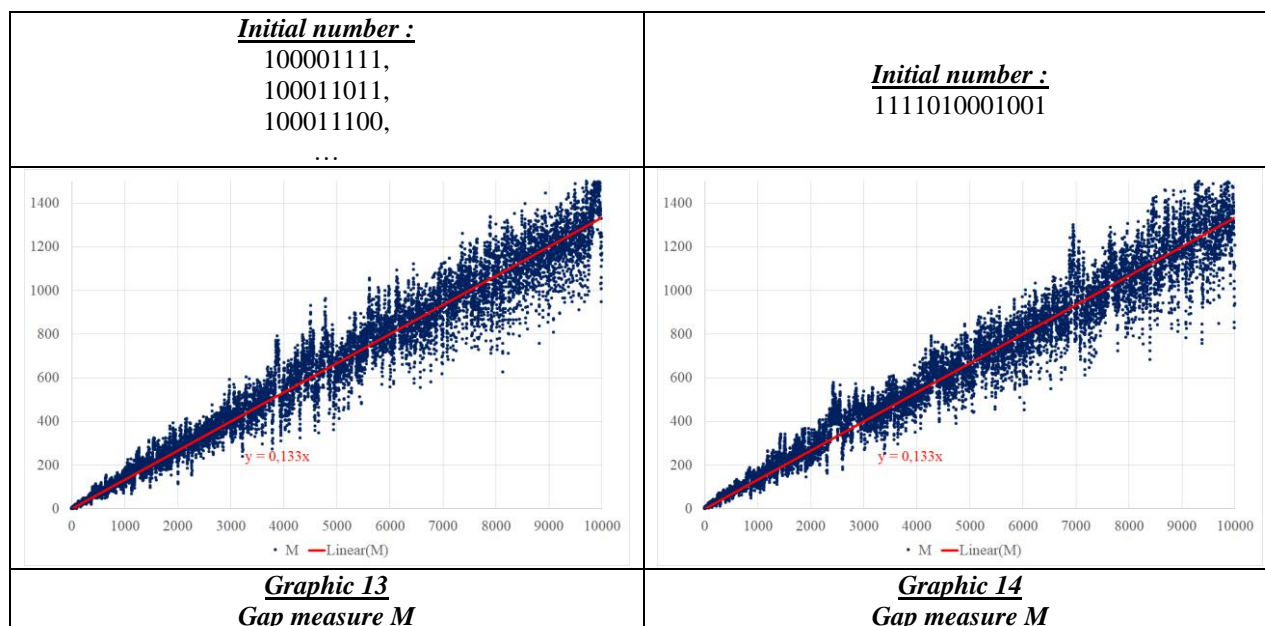 Initial number :
100001111,
100011011,
100011100,
…
Initial number :
1111010001001
1400
1200
1000
800
600
400
200
0
y = 0,133x
0 1000 2000 3000 4000 5000 6000 7000 8000 9000 10000
M Linear(M)
1400
1200
1000
800
600
400
200
0
y = 0,133x
0 1000 2000 3000 4000 5000 6000 7000 8000 9000 10000
M Linear(M)
Graphic 13
Gap measure M
Graphic 14
Gap measure M